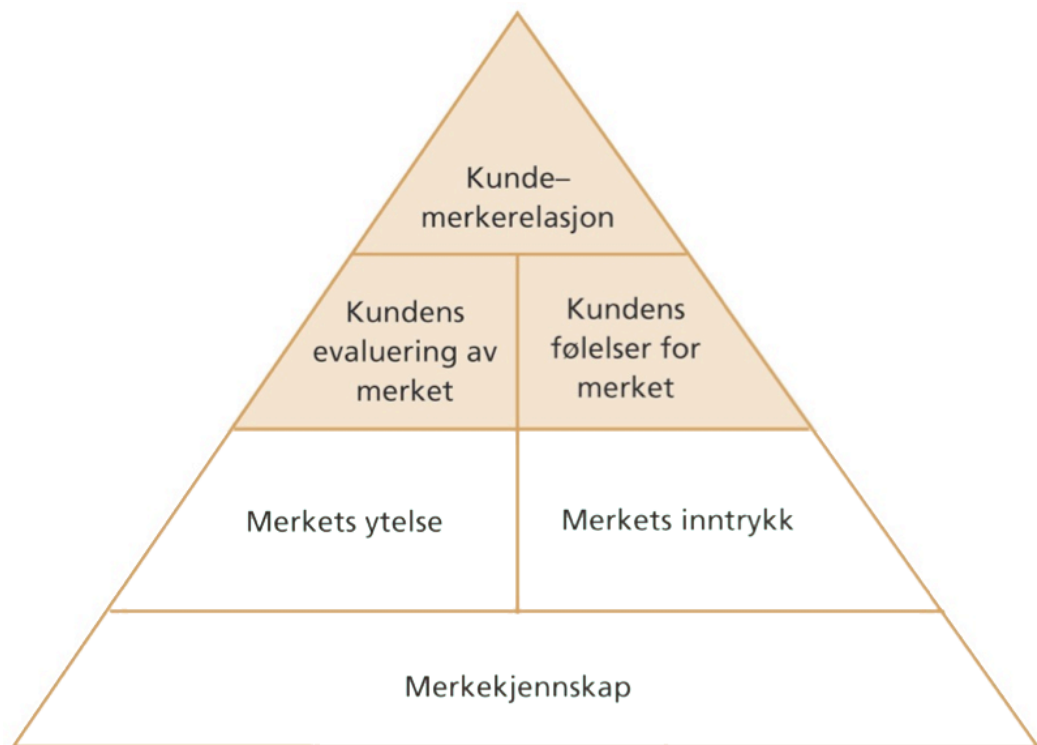 Kunde–
merkerelasjon
Kundens
evaluering av
merket
Kundens
følelser for
merket
Merkets ytelse
Merkets inntrykk
Merkekjennskap